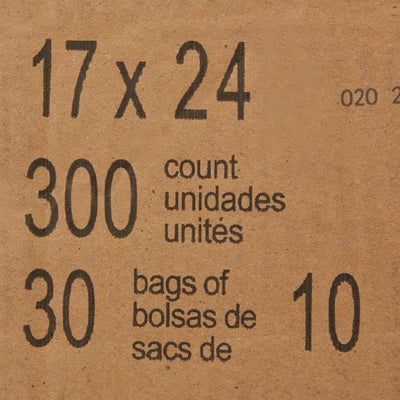 17 x 24
020 2
300 count
unidades
unités
30 bags of 10
bolsas de
sacs de